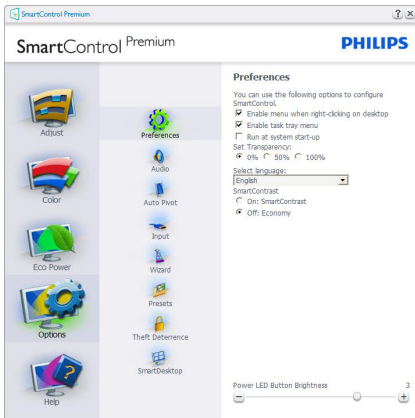 SmartControl Premium
? ×
SmartControl Premium
PHILIPS
Adjust
Color
Eco Power
Options
Help
Preferences
Audio
Auto Pivot
Input
Wizard
Presets
Theft Deterrence
SmartDesktop
Preferences
You can use the following options to configure
SmartControl.
Enable menu when right-clicking on desktop
Enable task tray menu
Run at system start-up
Set Transparency:
0% 50% 100%
Select language:
English
SmartContrast
On: SmartContrast
Off: Economy
Power LED Button Brightness 3